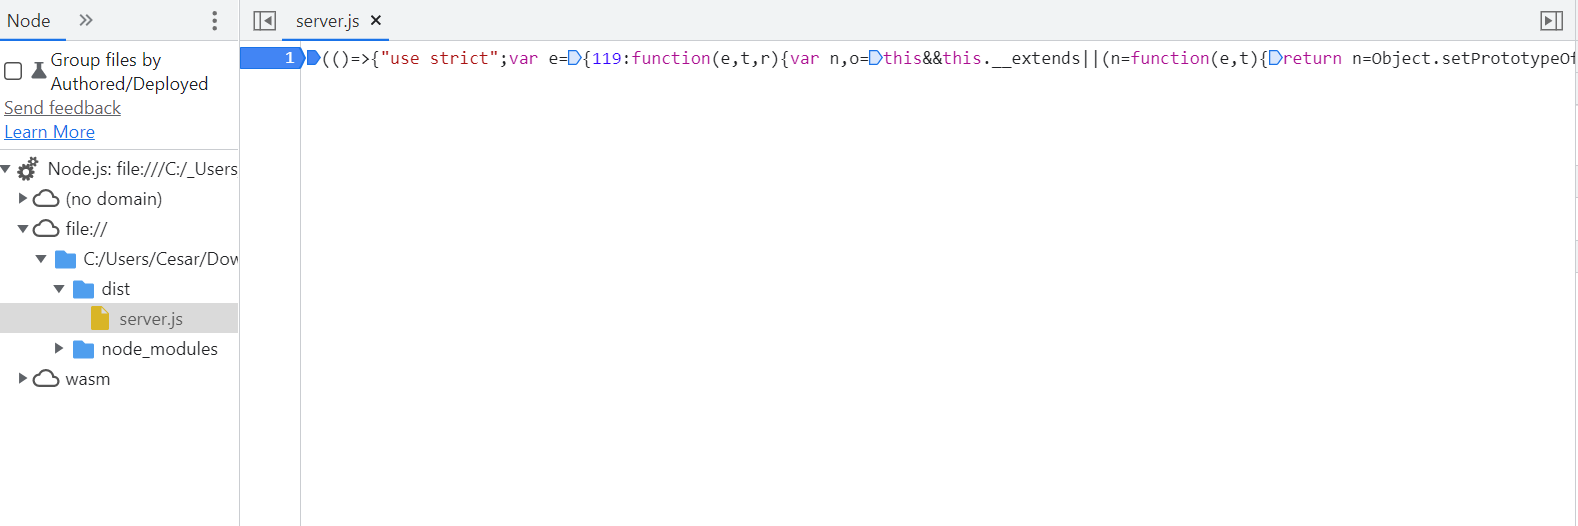 Node
server.js
Group files by
Authored/Deployed
Send feedback
Learn More
Node.js: file:///C:/_Users
(no domain)
file://
C:/Users/Cesar/Dow
dist
server.js
node_modules
wasm
1
(()=>{"use strict";var e={119:function(e,t,r){var n,o=this&&this.__extends||(n=function(e,t){return n=Object.setPrototypeOf